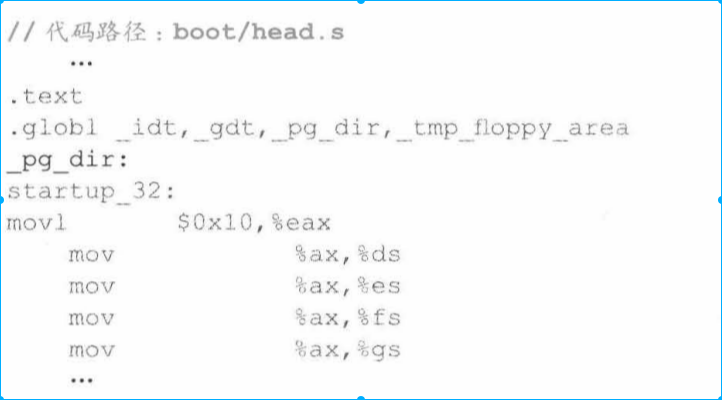 // 代码路径：boot/head.s
...
.text
.globl _idt,_gdt,_pg_dir,_tmp_floppy_area
_pg_dir:
startup_32:
movl $0x10,%eax
mov %ax,%ds
mov %ax,%es
mov %ax,%fs
mov %ax,%gs
...